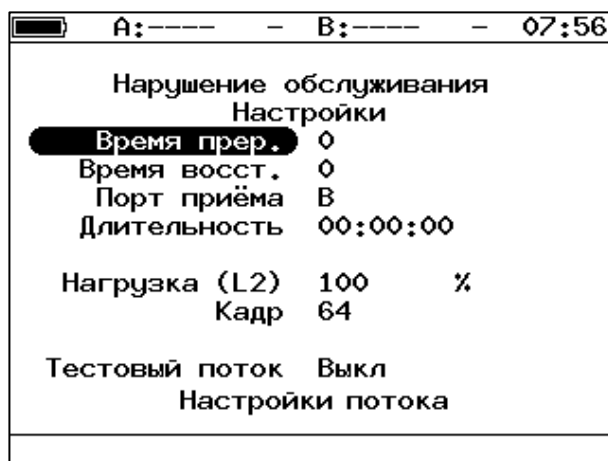 A:---- - B:---- - 07:56
Нарушение обслуживания
Настройки
Время прер. 0
Время восст. 0
Порт приёма B
Длительность 00:00:00
Нагрузка (L2) 100 %
Кадр 64
Тестовый поток Выкл
Настройки потока